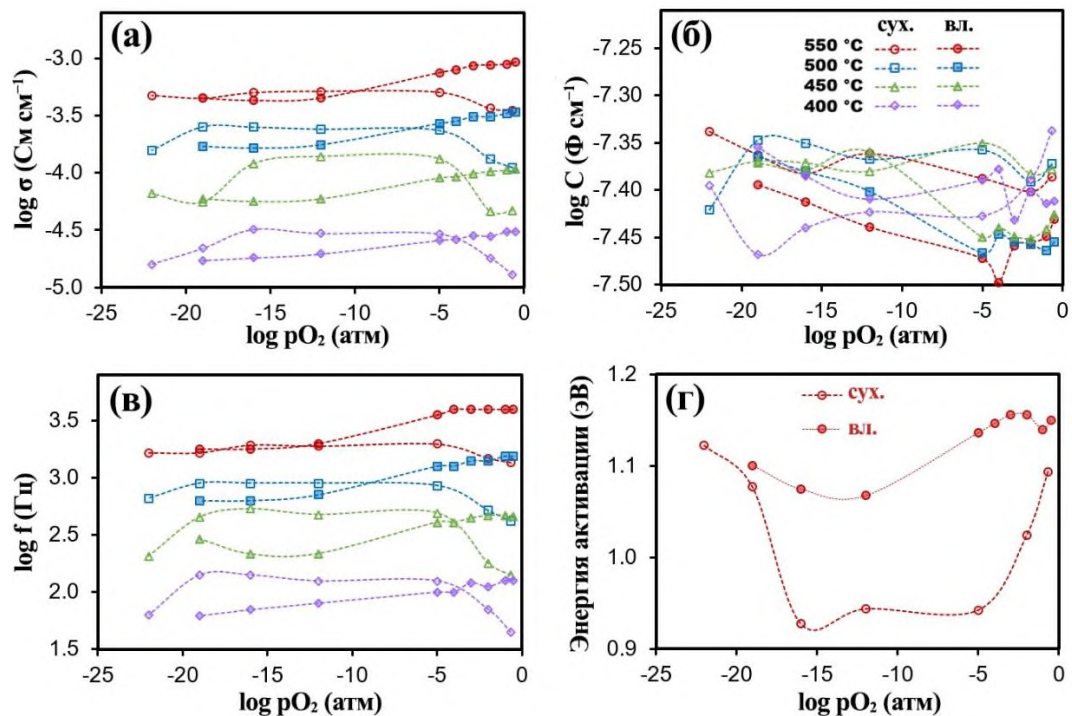 (а)
log σ (См см⁻¹)
-3.0
-3.5
-4.0
-4.5
-5.0
-25
-20
-15
-10
-5
0
log pO₂ (атм)
(б)
сух. вл.
550 °C
500 °C
450 °C
400 °C
log C (Ф см⁻¹)
-7.25
-7.30
-7.35
-7.40
-7.45
-7.50
-25
-20
-15
-10
-5
0
log pO₂ (атм)
(в)
log f (Гц)
3.5
3.0
2.5
2.0
1.5
-25
-20
-15
-10
-5
0
log pO₂ (атм)
(г)
сух.
вл.
Энергия активации (эВ)
1.2
1.1
1.0
0.9
-25
-20
-15
-10
-5
0
log pO₂ (атм)